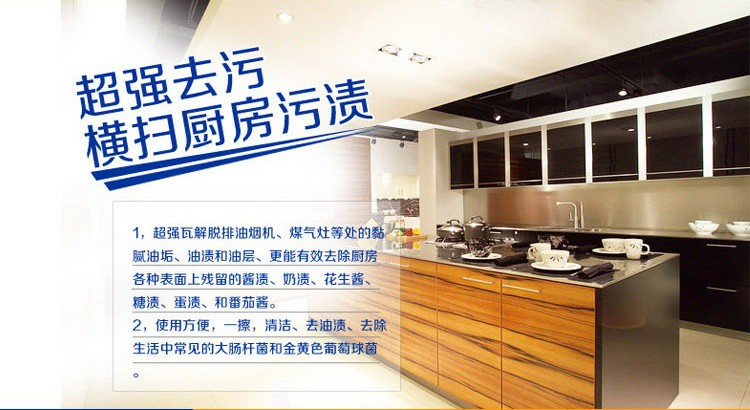 超强去污
横扫厨房污渍
1，超强瓦解脱排油烟机、煤气灶等处的黏
腻油垢、油渍和油层、更能有效去除厨房
各种表面上残留的酱渍、奶渍、花生酱、
糖渍、蛋渍、和番茄酱。
2，使用方便，一擦，清洁、去油渍、去除
生活中常见的大肠杆菌和金黄色葡萄球菌
。